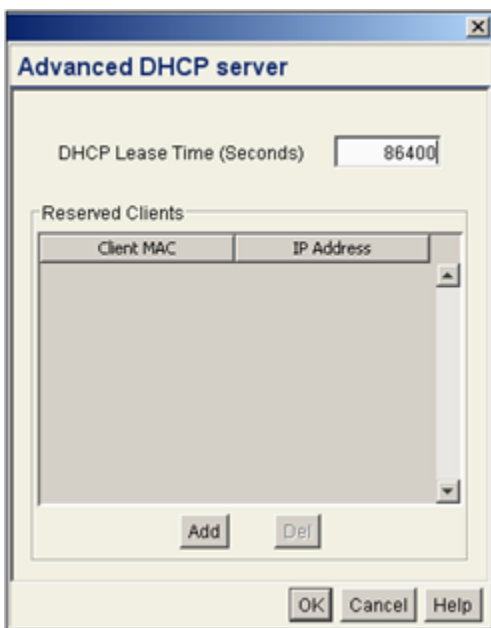 Advanced DHCP server
DHCP Lease Time (Seconds) 86400
Reserved Clients
Client MAC IP Address
Add Del
OK Cancel Help